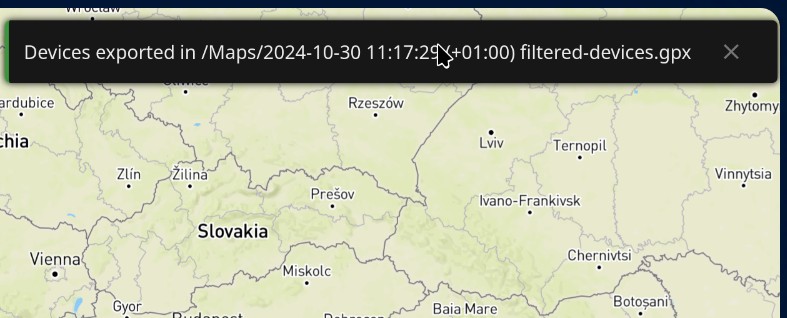 Wrocław
Devices exported in /Maps/2024-10-30 11:17:29 (+01:00) filtered-devices.gpx
ardubice
Rzeszów
Zhytomy
chia
Lviv
Ternopil
Zlín
Žilina
Vinnytsia
Prešov
Ivano-Frankivsk
Slovakia
Vienna
Chernivtsi
Miskolc
Gyor
Botoșani
Baia Mare